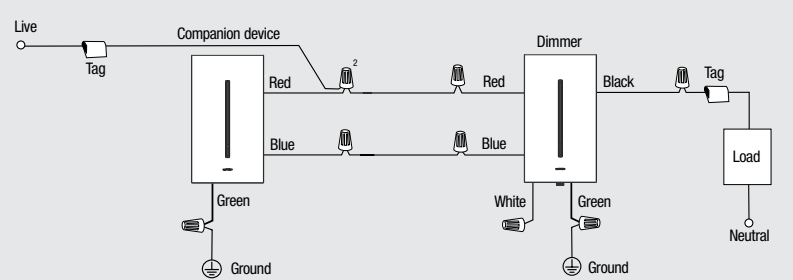 Live
Tag
Companion device
Red
2
Blue
Green
Ground
Dimmer
Red
Blue
White
Green
Ground
Black
Tag
Load
Neutral